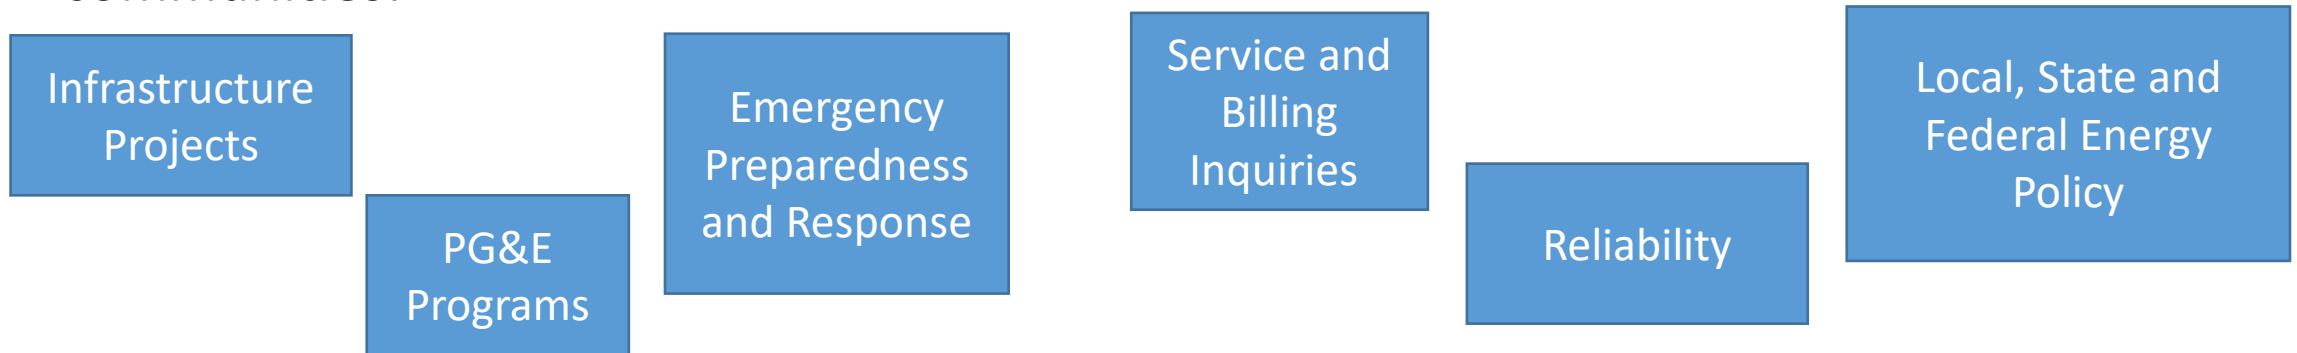 Infrastructure
Projects
PG&E
Programs
Emergency
Preparedness
and Response
Service and
Billing
Inquiries
Reliability
Local, State and
Federal Energy
Policy